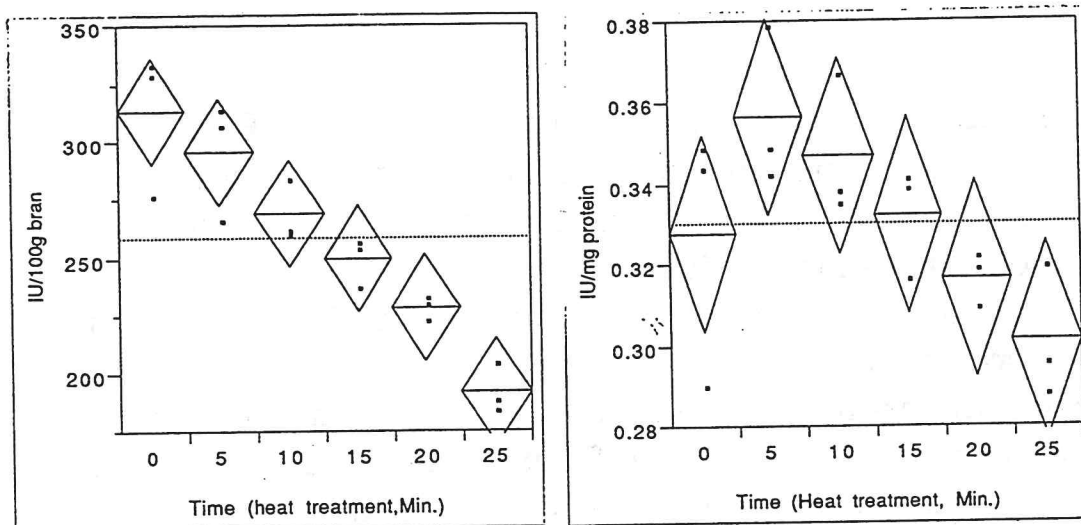 350
300
250
200
IU/100g bran
0 5 10 15 20 25
Time (heat treatment,Min.)
0.38
0.36
0.34
0.32
0.30
0.28
IU/mg protein
0 5 10 15 20 25
Time (Heat treatment, Min.)